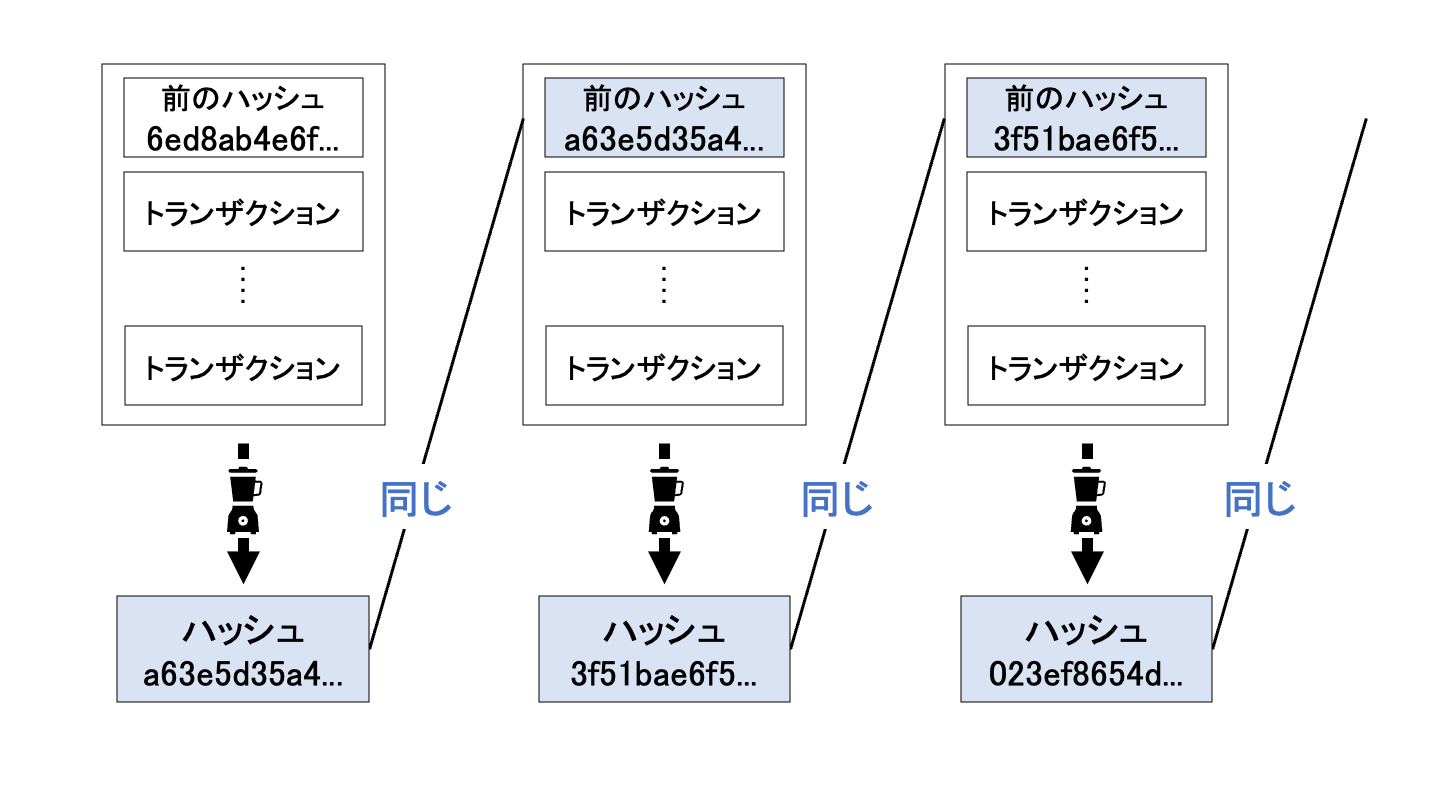 前のハッシュ
6ed8ab4e6f...
トランザクション
⋮
トランザクション
ハッシュ
a63e5d35a4...
同じ
前のハッシュ
a63e5d35a4...
トランザクション
⋮
トランザクション
ハッシュ
3f51bae6f5...
同じ
前のハッシュ
3f51bae6f5...
トランザクション
⋮
トランザクション
ハッシュ
023ef8654d...
同じ